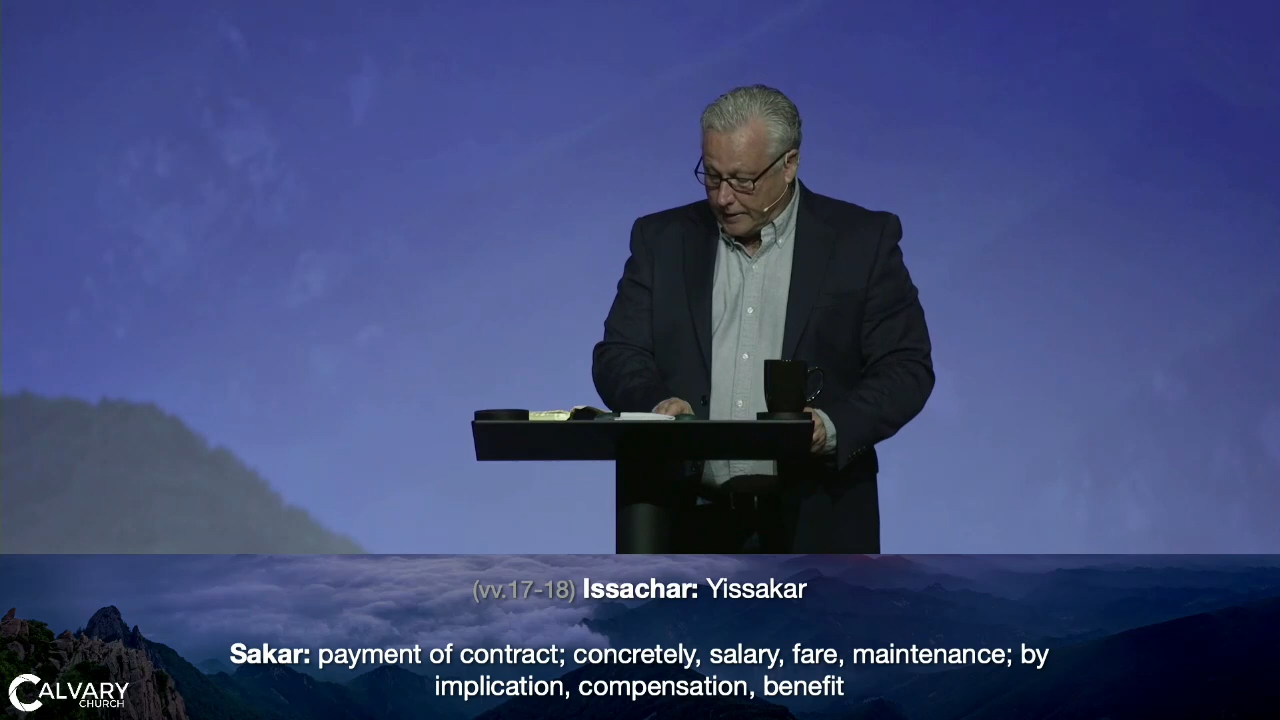 (vv.17-18) Issachar: Yissakar
Sakar: payment of contract; concretely, salary, fare, maintenance; by
implication, compensation, benefit
CALVARY
CHURCH